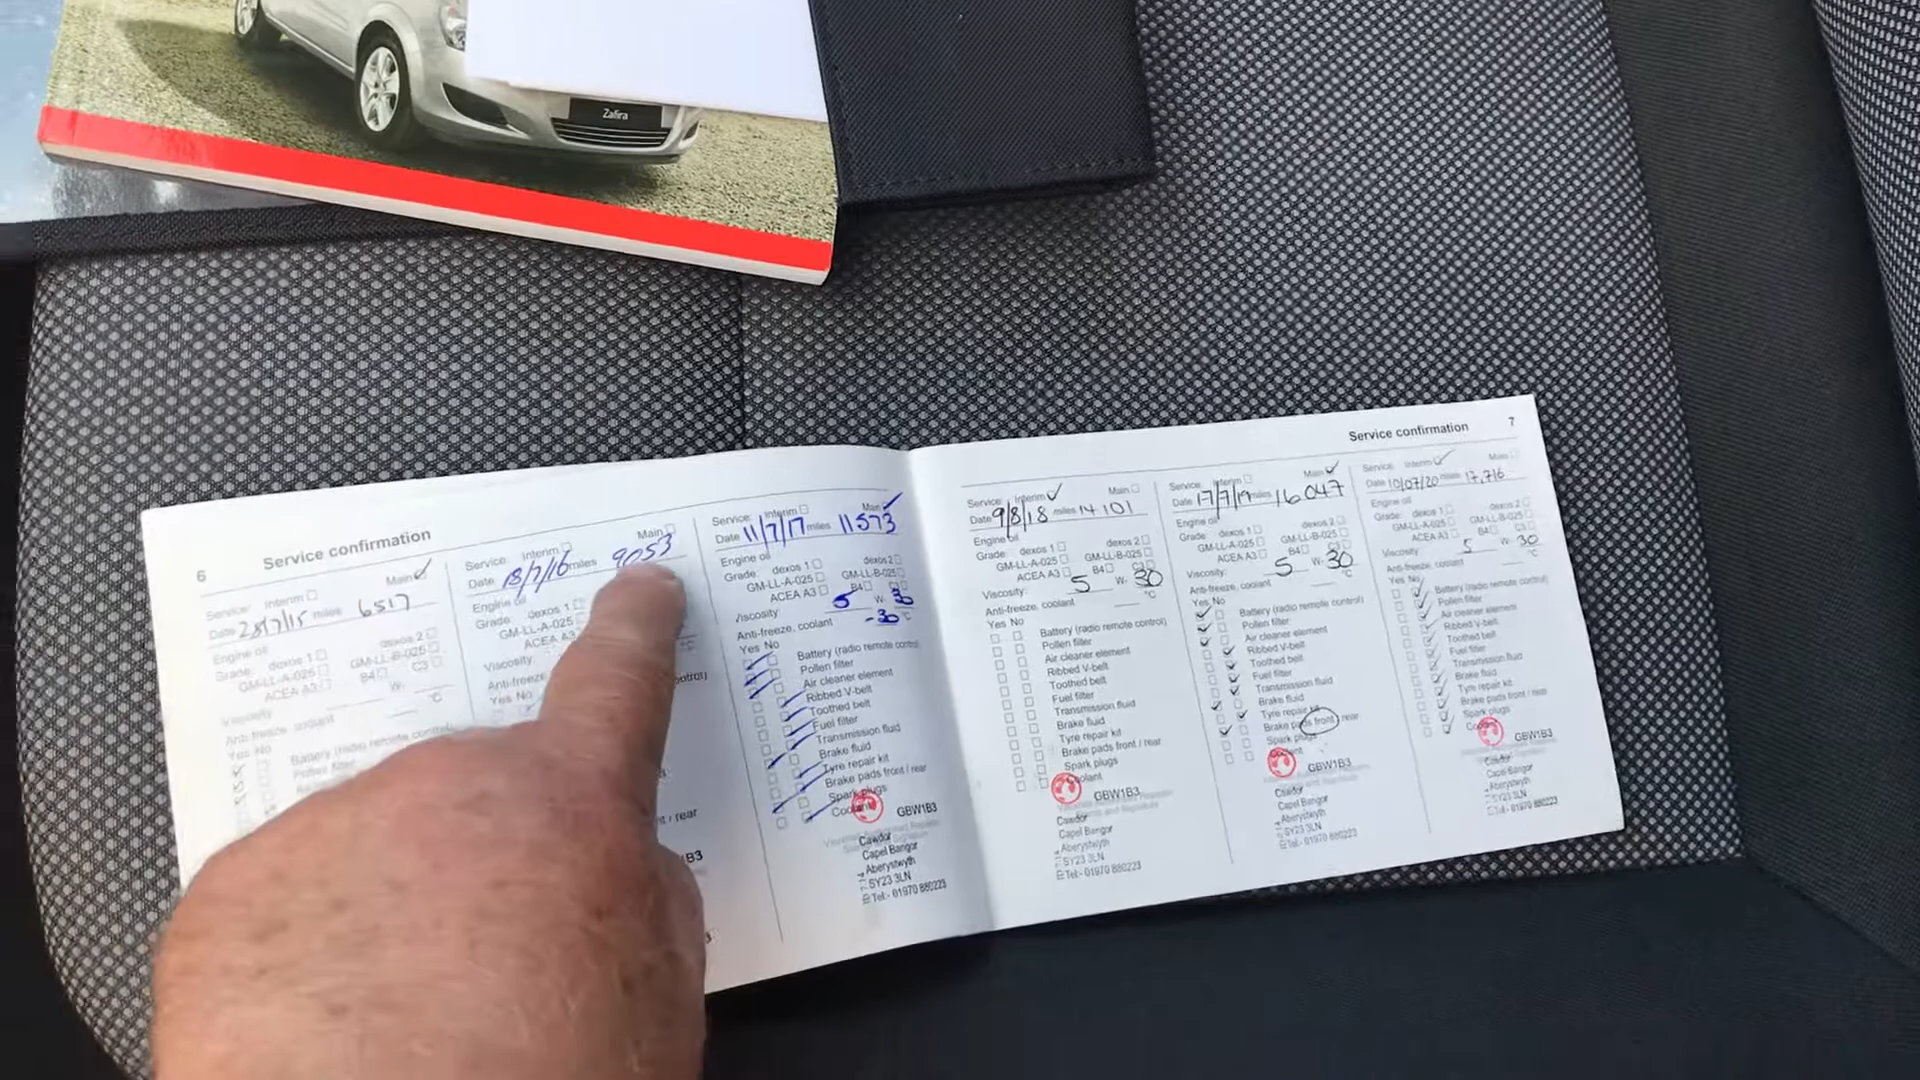 Zafira
6 Service confirmation
Service: Interim Main
Date 28/7/15 miles 6517
Engine oil
Grade: dexos 1 dexos 2
GM-LL-A-025 GM-LL-B-025
ACEA A3 B4 C3
Viscosity W-
Anti-freeze, coolant °C
Yes No
Battery (radio remote control)
Pollen filter
Service: Interim Main
Date 18/7/16 miles 9053
Engine oil
Grade: dexos 1
GM-LL-A-025
ACEA A3
Viscosity:
Anti-freeze
Yes No
Service: Interim Main
Date 11/7/17 miles 11573
Engine oil
Grade: dexos 1 dexos 2
GM-LL-A-025 GM-LL-B-025
ACEA A3 B4 C3
Viscosity: 5 W- 30
Anti-freeze, coolant -30 °C
Yes No
Battery (radio remote control)
Pollen filter
Air cleaner element
Ribbed V-belt
Toothed belt
Fuel filter
Transmission fluid
Brake fluid
Tyre repair kit
Brake pads front / rear
Spark plugs
Coolant
GBW1B3
Cawdor
Capel Bangor
Aberystwyth
SY23 3LN
Tel:- 01970 880223
Service confirmation 7
Service: Interim Main
Date 9/8/18 miles 14101
Engine oil
Grade: dexos 1 dexos 2
GM-LL-A-025 GM-LL-B-025
ACEA A3 B4 C3
Viscosity: 5 W- 30
Anti-freeze, coolant °C
Yes No
Battery (radio remote control)
Pollen filter
Air cleaner element
Ribbed V-belt
Toothed belt
Fuel filter
Transmission fluid
Brake fluid
Tyre repair kit
Brake pads front / rear
Spark plugs
Coolant
GBW1B3
Cawdor
Capel Bangor
Aberystwyth
SY23 3LN
Tel:- 01970 880223
Service: Interim Main
Date 17/7/19 miles 16047
Engine oil
Grade: dexos 1 dexos 2
GM-LL-A-025 GM-LL-B-025
ACEA A3 B4 C3
Viscosity: 5 W- 30
Anti-freeze, coolant °C
Yes No
Battery (radio remote control)
Pollen filter
Air cleaner element
Ribbed V-belt
Toothed belt
Fuel filter
Transmission fluid
Brake fluid
Tyre repair kit
Brake pads front / rear
Spark plugs
Coolant
GBW1B3
Cawdor
Capel Bangor
Aberystwyth
SY23 3LN
Tel:- 01970 880223
Service: Interim Main
Date 10/07/20 miles 17,716
Engine oil
Grade: dexos 1 dexos 2
GM-LL-A-025 GM-LL-B-025
ACEA A3 B4 C3
Viscosity 5 W- 30
Anti-freeze, coolant °C
Yes No
Battery (radio remote control)
Pollen filter
Air cleaner element
Ribbed V-belt
Toothed belt
Fuel filter
Transmission fluid
Brake fluid
Tyre repair kit
Brake pads front / rear
Spark plugs
Coolant
GBW1B3
Cawdor
Capel Bangor
Aberystwyth
SY23 3LN
Tel:- 01970 880223